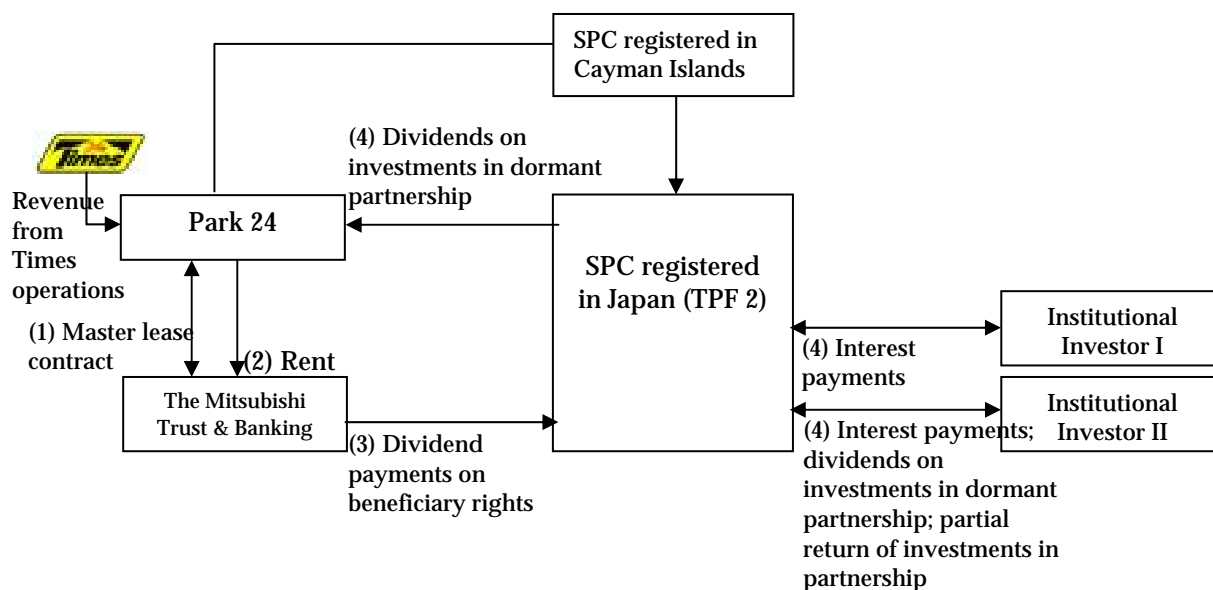 SPC registered in
Cayman Islands
Times
(4) Dividends on
investments in dormant
partnership
Revenue
from
Times
operations
Park 24
SPC registered
in Japan (TPF 2)
(1) Master lease
contract
(2) Rent
The Mitsubishi
Trust & Banking
(3) Dividend
payments on
beneficiary rights
Institutional
Investor I
(4) Interest
payments
Institutional
Investor II
(4) Interest payments;
dividends on
investments in dormant
partnership; partial
return of investments in
partnership